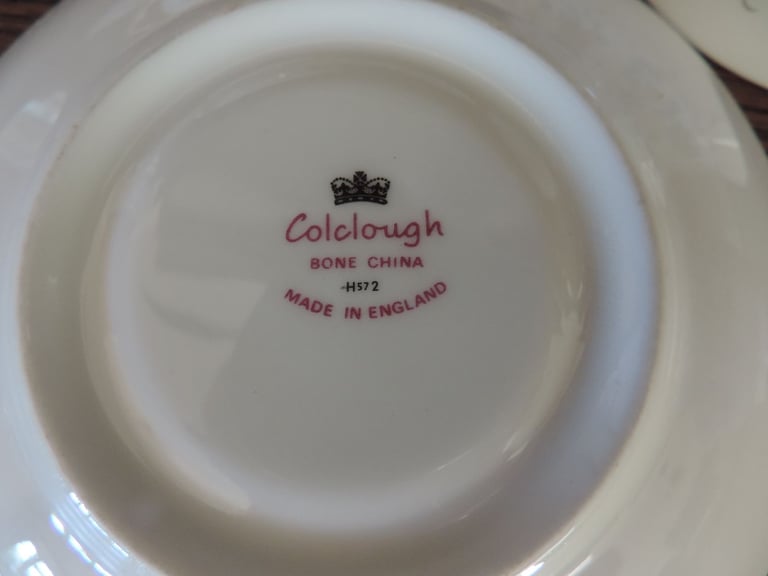 Colclough
BONE CHINA
H572
MADE IN ENGLAND